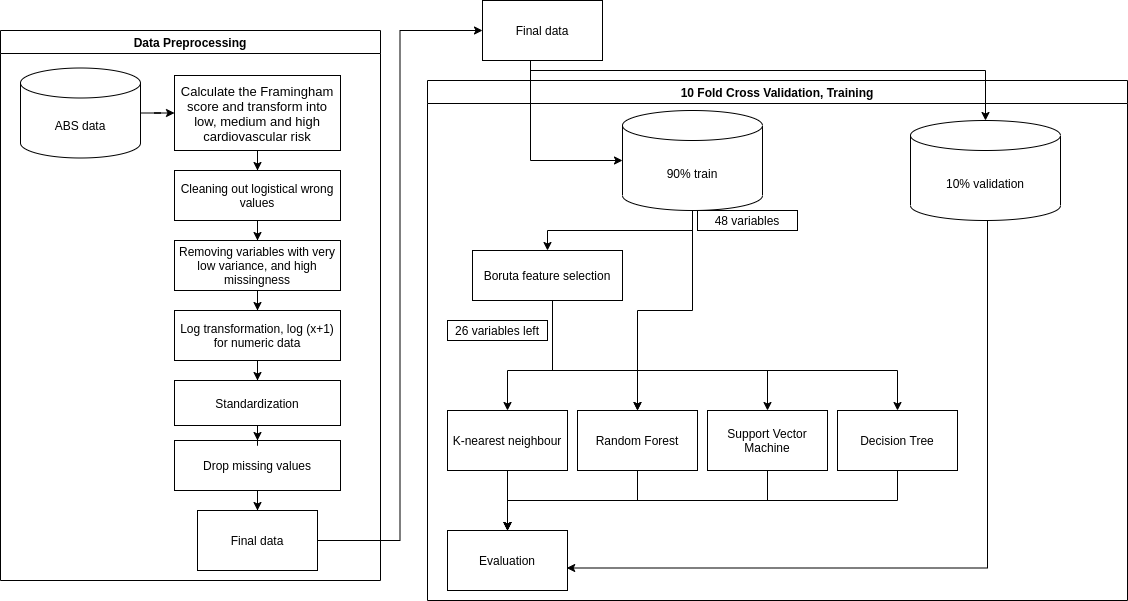 Final data
Data Preprocessing
ABS data
Calculate the Framingham
score and transform into
low, medium and high
cardiovascular risk
Cleaning out logistical wrong
values
Removing variables with very
low variance, and high
missingness
Log transformation, log (x+1)
for numeric data
Standardization
Drop missing values
Final data
10 Fold Cross Validation, Training
90% train
10% validation
48 variables
Boruta feature selection
26 variables left
K-nearest neighbour
Random Forest
Support Vector
Machine
Decision Tree
Evaluation